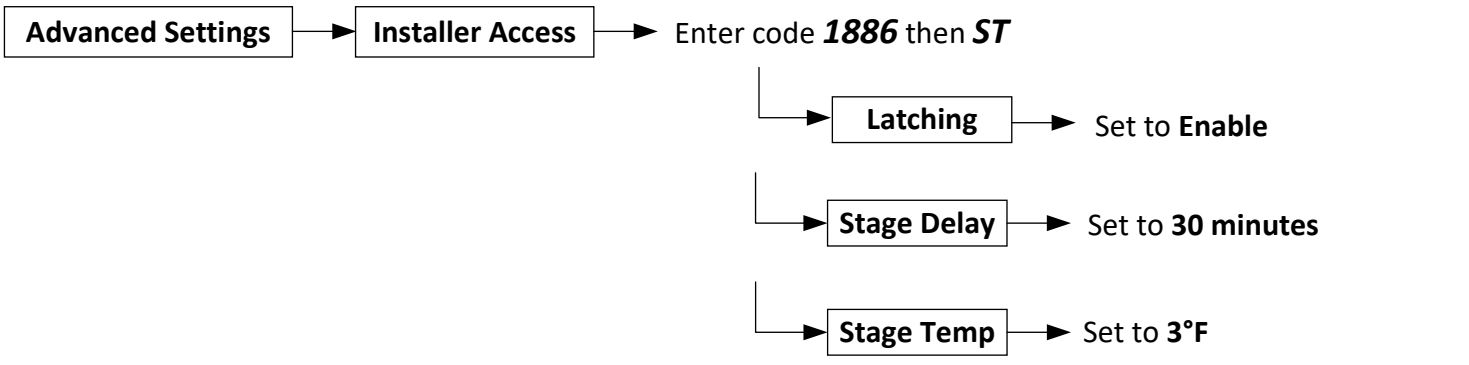 Advanced Settings Installer Access Enter code 1886 then ST
Latching Set to Enable
Stage Delay Set to 30 minutes
Stage Temp Set to 3°F